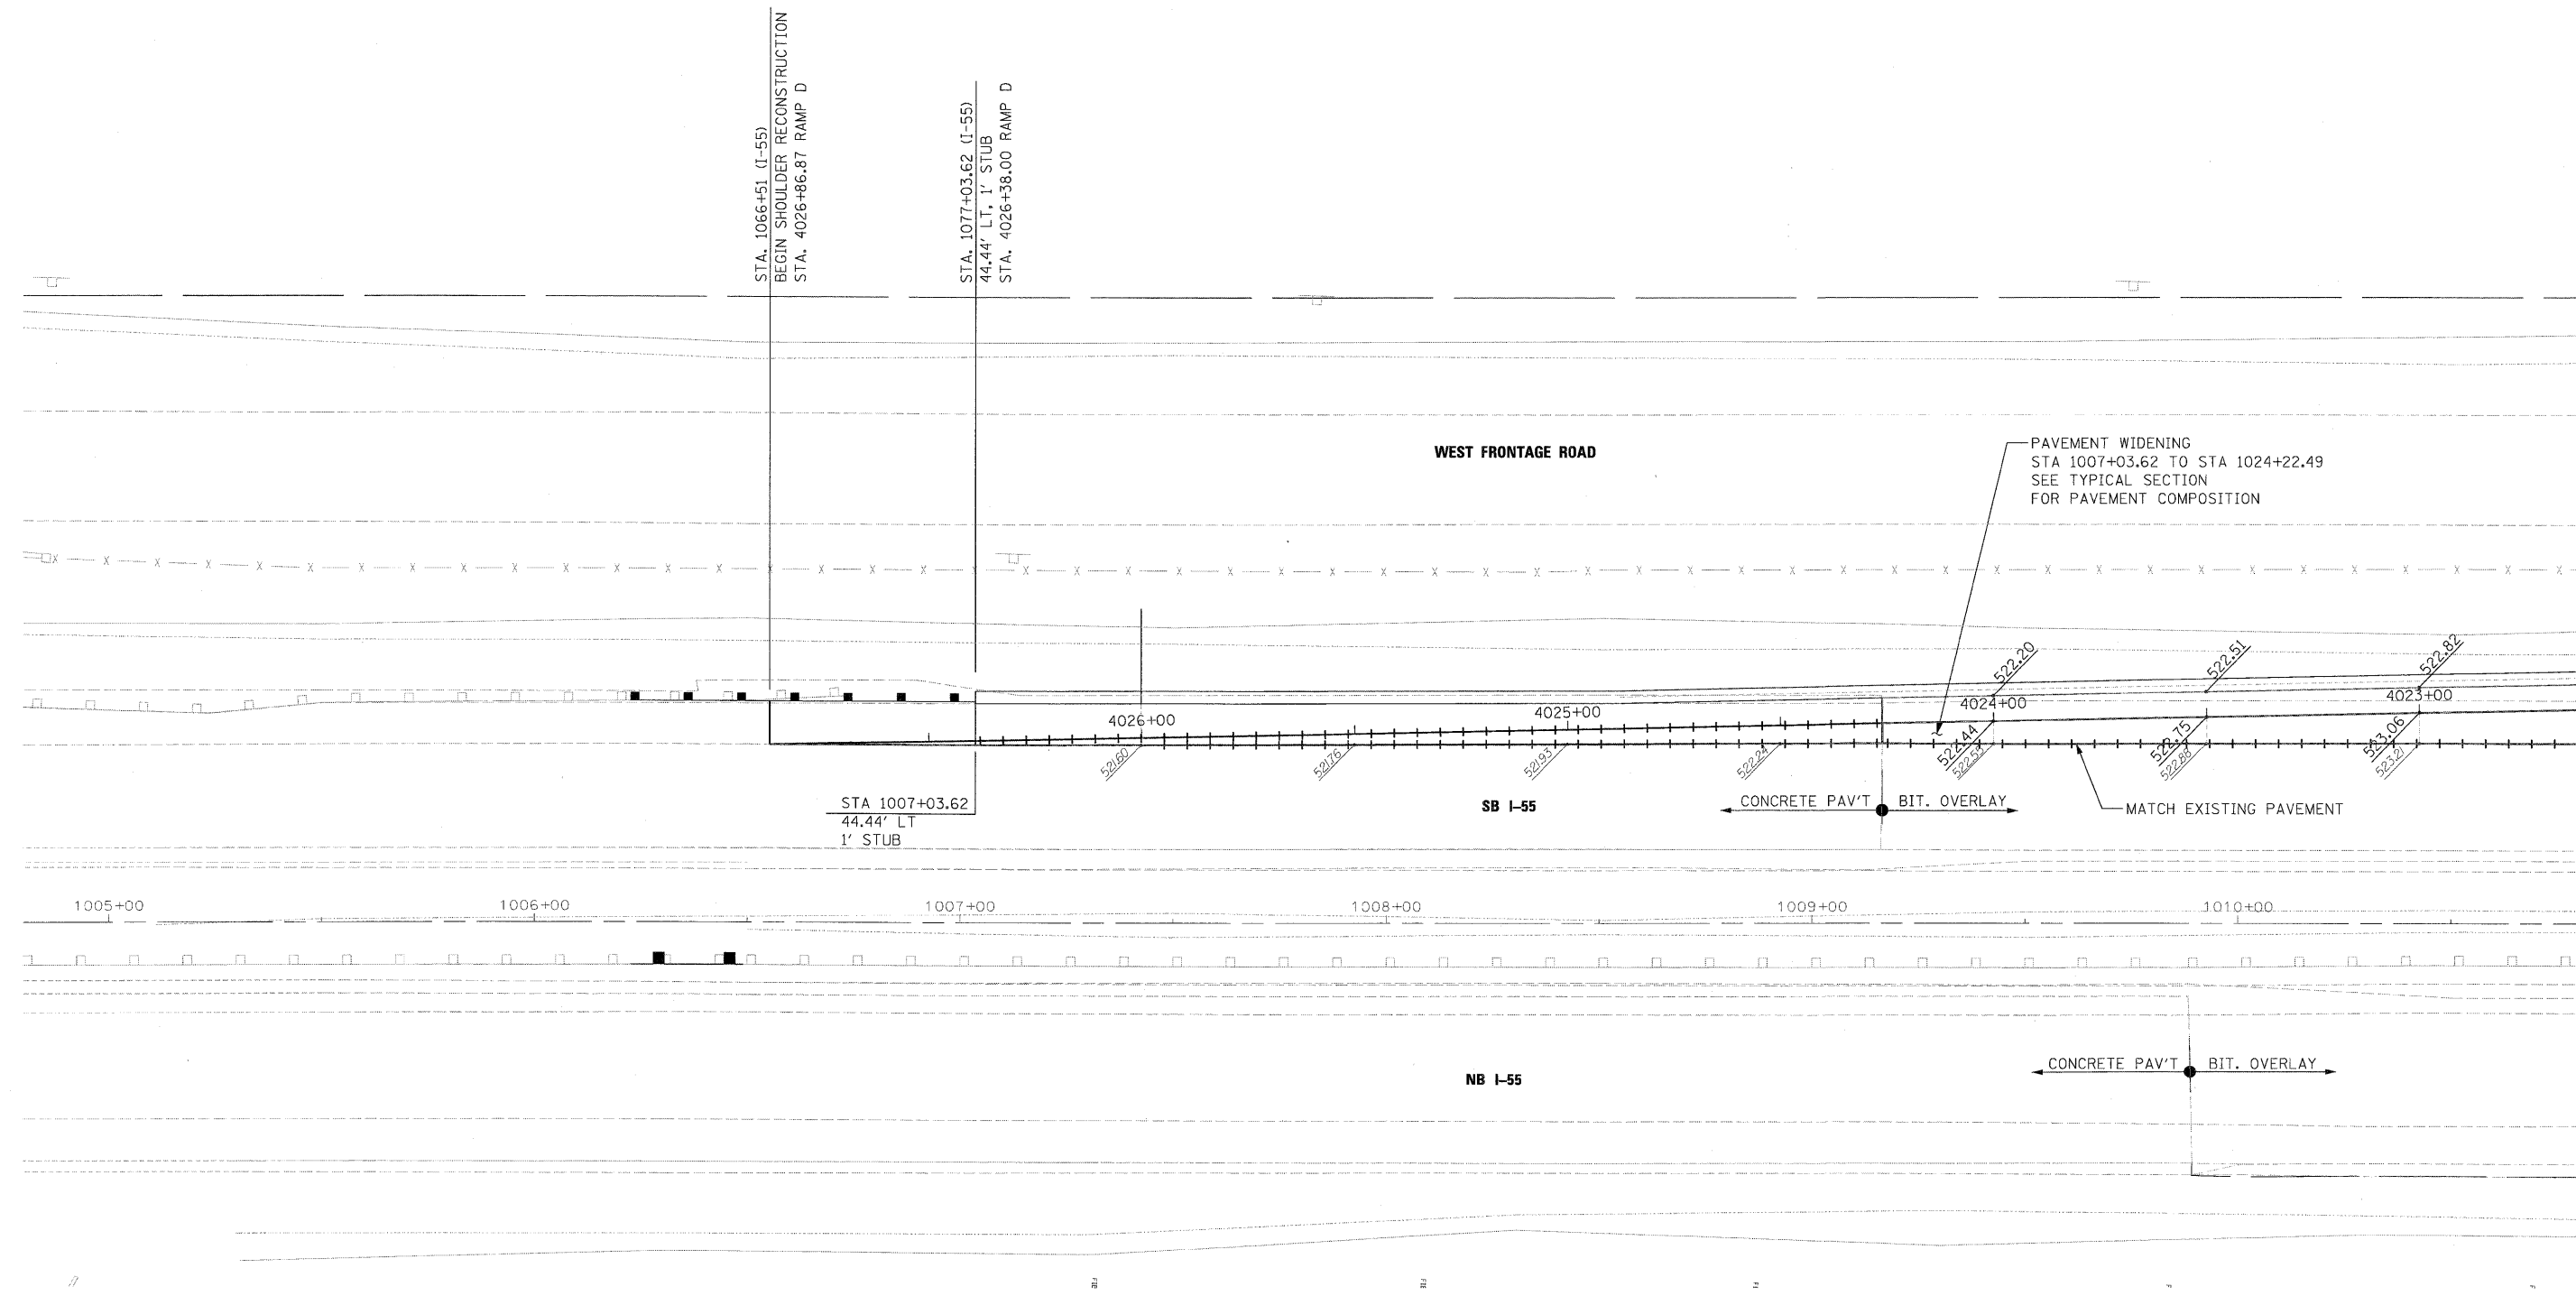 STA. 1066+51 (I-55)
BEGIN SHOULDER RECONSTRUCTION
STA. 4026+86.87 RAMP D
STA. 1077+03.62 (I-55)
44.44' LT, 1' STUB
STA. 4026+38.00 RAMP D
WEST FRONTAGE ROAD
PAVEMENT WIDENING
STA 1007+03.62 TO STA 1024+22.49
SEE TYPICAL SECTION
FOR PAVEMENT COMPOSITION
522.20
522.51
522.82
4026+00
4025+00
4024+00
4023+00
522.44
522.75
523.06
521.60
521.76
521.93
522.24
522.55
522.88
523.21
STA 1007+03.62
44.44' LT
1' STUB
SB I-55
CONCRETE PAV'T
BIT. OVERLAY
MATCH EXISTING PAVEMENT
1005+00
1006+00
1007+00
1008+00
1009+00
1010+00
NB I-55
CONCRETE PAV'T
BIT. OVERLAY